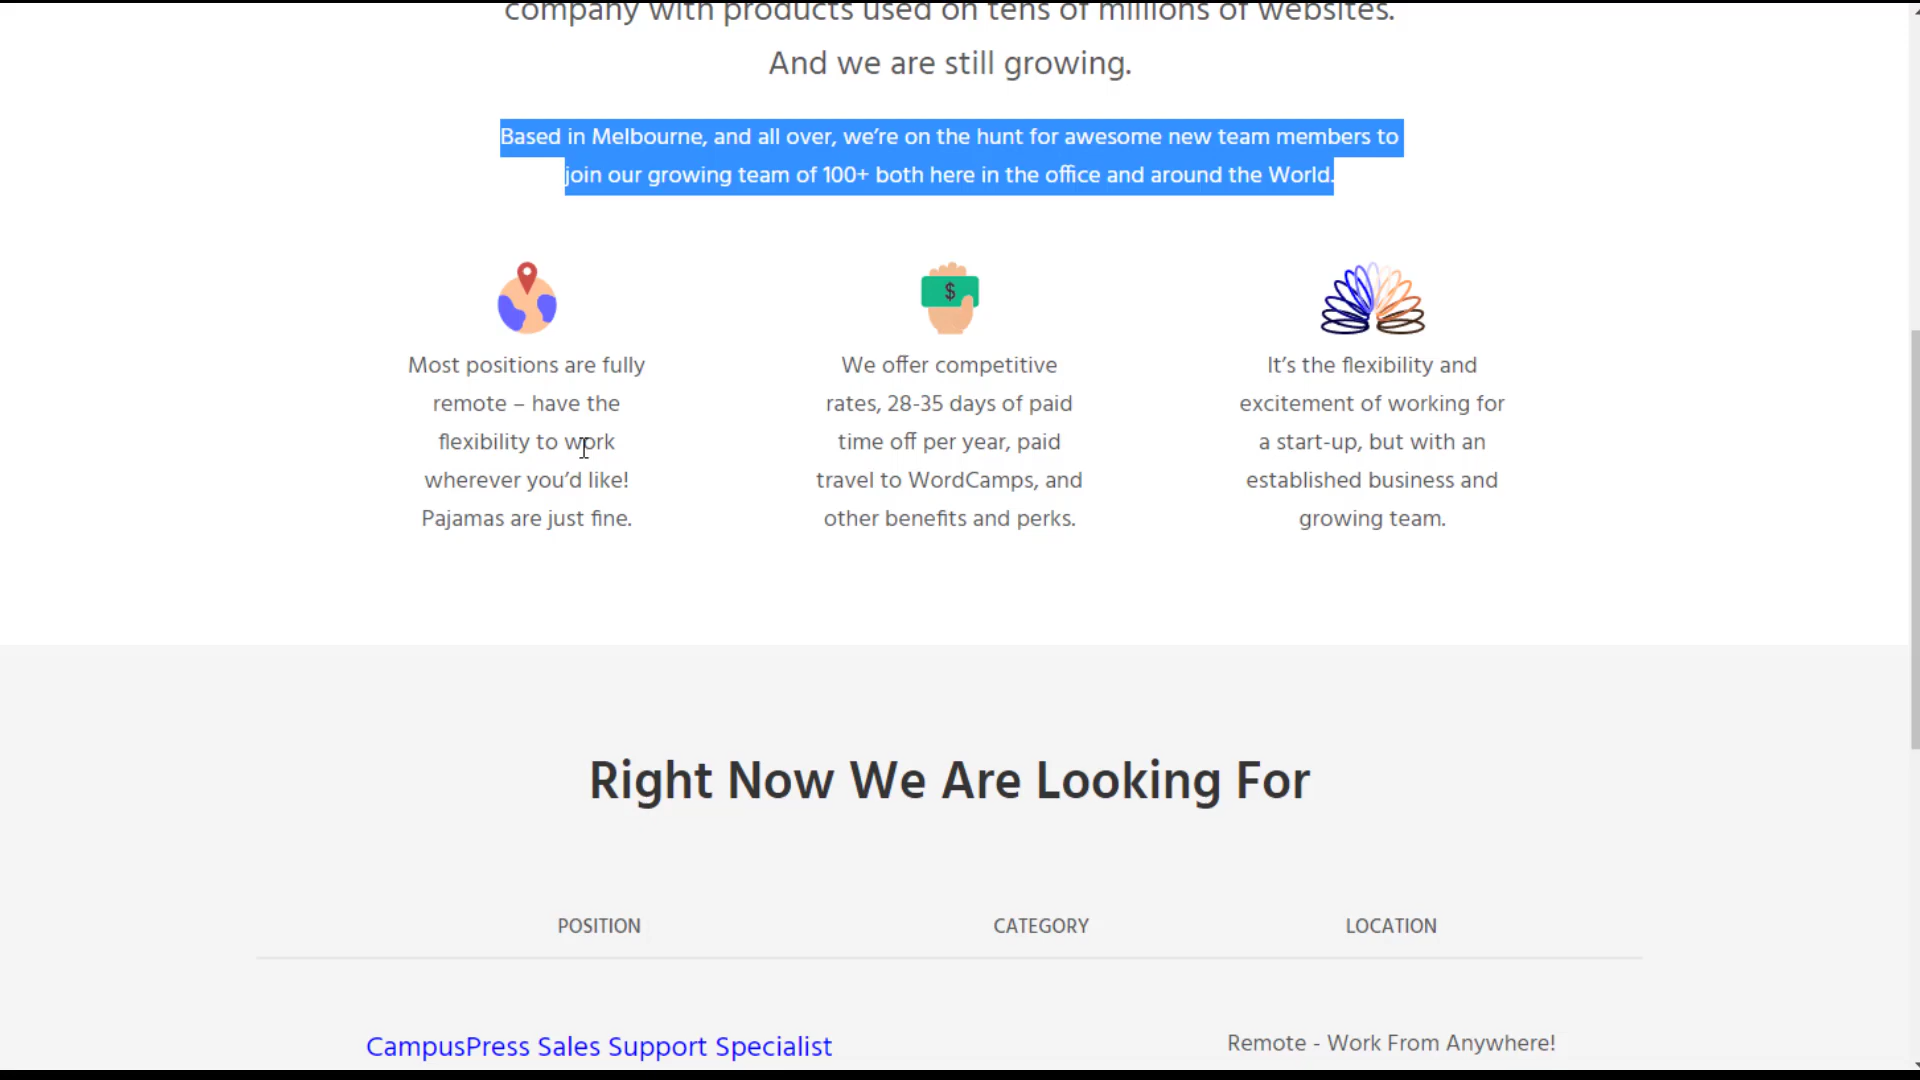 company with products used on tens of millions of websites.
And we are still growing.
Based in Melbourne, and all over, we’re on the hunt for awesome new team members to
join our growing team of 100+ both here in the office and around the World.
$
Most positions are fully
remote – have the
flexibility to work
wherever you’d like!
Pajamas are just fine.
We offer competitive
rates, 28-35 days of paid
time off per year, paid
travel to WordCamps, and
other benefits and perks.
It’s the flexibility and
excitement of working for
a start-up, but with an
established business and
growing team.
Right Now We Are Looking For
POSITION CATEGORY LOCATION
CampusPress Sales Support Specialist Remote - Work From Anywhere!